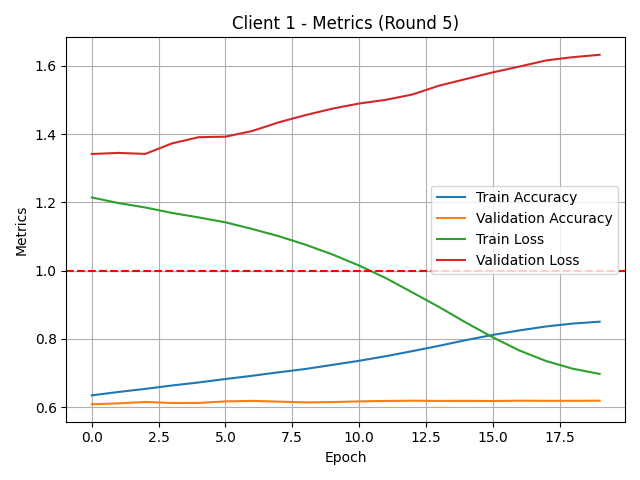 Client 1 - Metrics (Round 5)
Metrics
1.6
1.4
1.2
1.0
0.8
0.6
Train Accuracy
Validation Accuracy
Train Loss
Validation Loss
0.0 2.5 5.0 7.5 10.0 12.5 15.0 17.5
Epoch